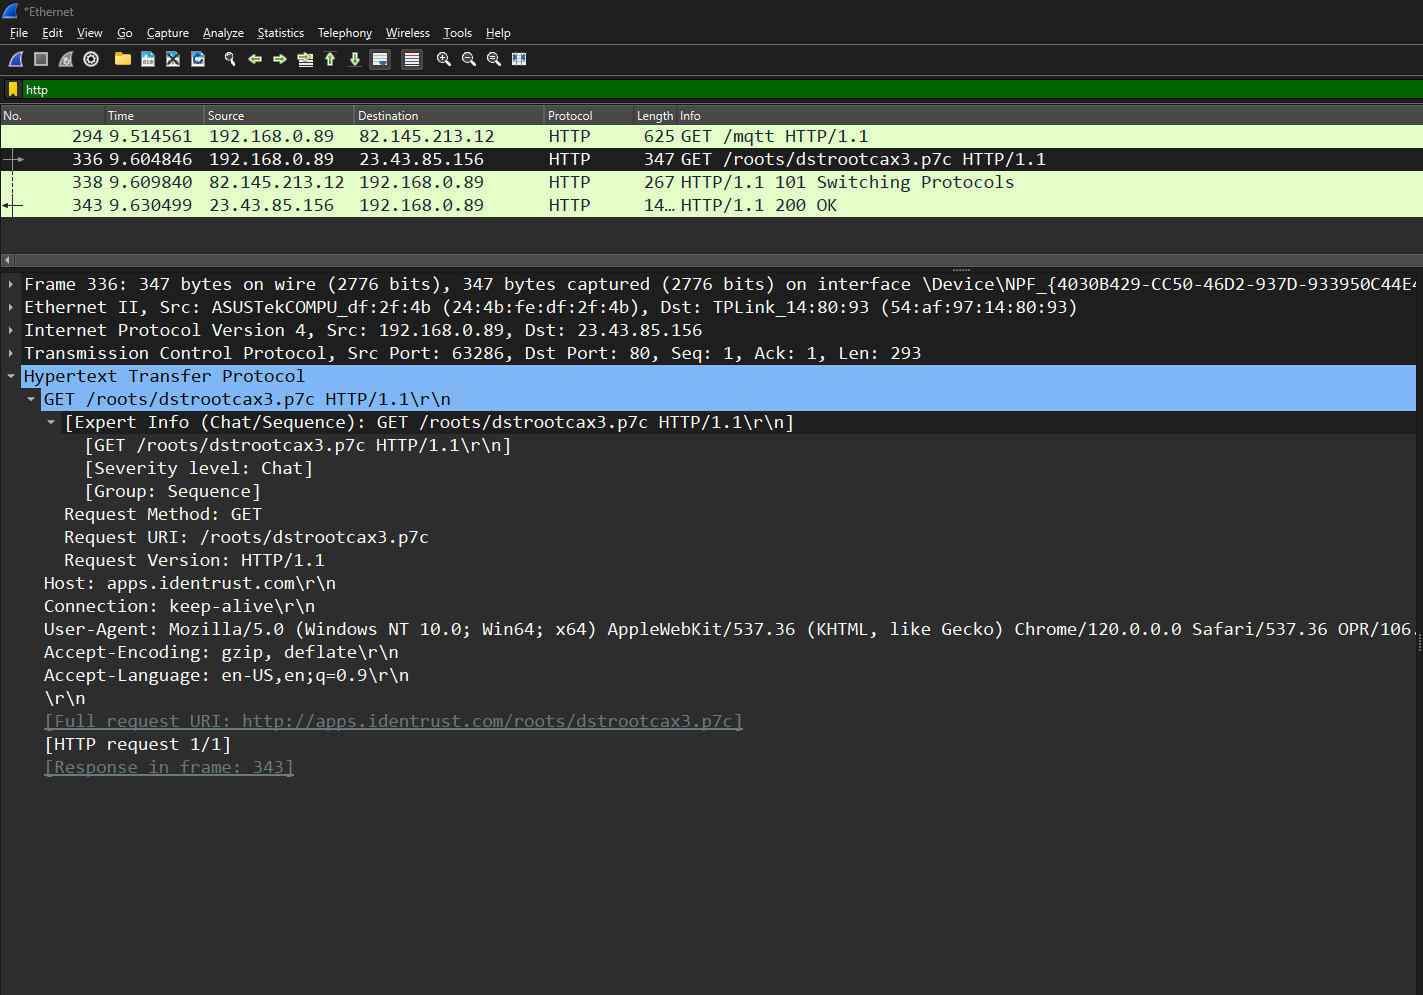 *Ethernet
File Edit View Go Capture Analyze Statistics Telephony Wireless Tools Help
http
No. Time Source Destination Protocol Length Info
294 9.514561 192.168.0.89 82.145.213.12 HTTP 625 GET /mqtt HTTP/1.1
336 9.604846 192.168.0.89 23.43.85.156 HTTP 347 GET /roots/dstrootcax3.p7c HTTP/1.1
338 9.609840 82.145.213.12 192.168.0.89 HTTP 267 HTTP/1.1 101 Switching Protocols
343 9.630499 23.43.85.156 192.168.0.89 HTTP 14… HTTP/1.1 200 OK
Frame 336: 347 bytes on wire (2776 bits), 347 bytes captured (2776 bits) on interface \Device\NPF_{4030B429-CC50-46D2-937D-933950C44E4
Ethernet II, Src: ASUSTekCOMPU_df:2f:4b (24:4b:fe:df:2f:4b), Dst: TPLink_14:80:93 (54:af:97:14:80:93)
Internet Protocol Version 4, Src: 192.168.0.89, Dst: 23.43.85.156
Transmission Control Protocol, Src Port: 63286, Dst Port: 80, Seq: 1, Ack: 1, Len: 293
Hypertext Transfer Protocol
GET /roots/dstrootcax3.p7c HTTP/1.1\r\n
[Expert Info (Chat/Sequence): GET /roots/dstrootcax3.p7c HTTP/1.1\r\n]
[GET /roots/dstrootcax3.p7c HTTP/1.1\r\n]
[Severity level: Chat]
[Group: Sequence]
Request Method: GET
Request URI: /roots/dstrootcax3.p7c
Request Version: HTTP/1.1
Host: apps.identrust.com\r\n
Connection: keep-alive\r\n
User-Agent: Mozilla/5.0 (Windows NT 10.0; Win64; x64) AppleWebKit/537.36 (KHTML, like Gecko) Chrome/120.0.0.0 Safari/537.36 OPR/106.
Accept-Encoding: gzip, deflate\r\n
Accept-Language: en-US,en;q=0.9\r\n
\r\n
[Full request URI: http://apps.identrust.com/roots/dstrootcax3.p7c]
[HTTP request 1/1]
[Response in frame: 343]